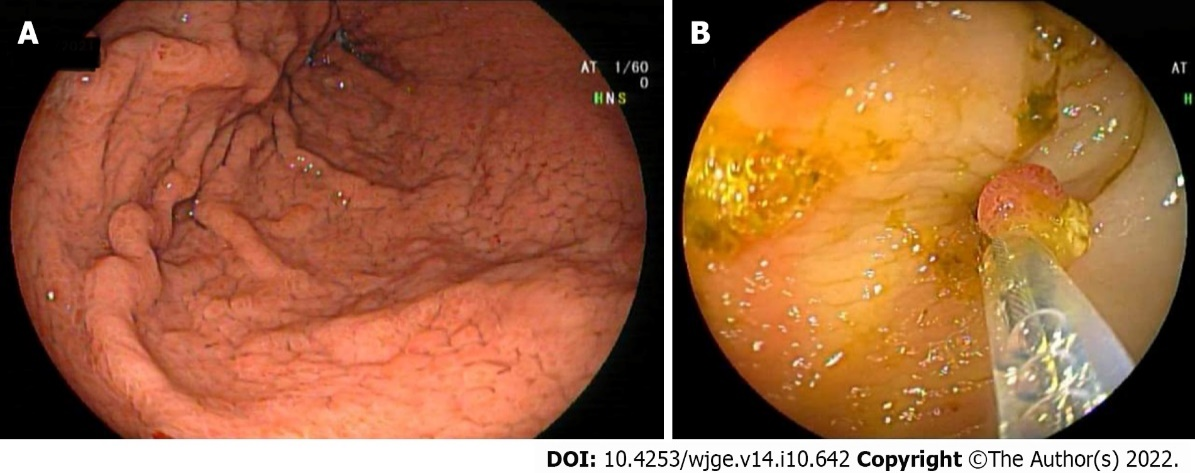 A
AT 1/60
0
HNS
B
AT
H
DOI: 10.4253/wjge.v14.i10.642 Copyright ©The Author(s) 2022.